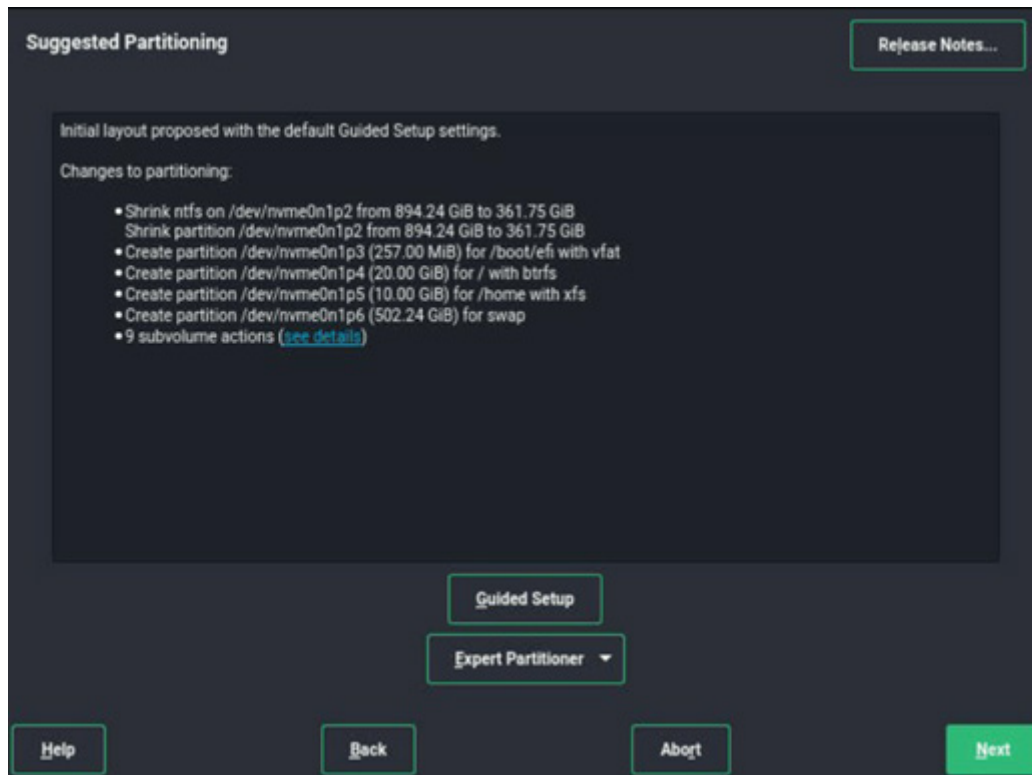 Suggested Partitioning
Release Notes...
Initial layout proposed with the default Guided Setup settings.
Changes to partitioning:
• Shrink ntfs on /dev/nvme0n1p2 from 894.24 GiB to 361.75 GiB
Shrink partition /dev/nvme0n1p2 from 894.24 GiB to 361.75 GiB
• Create partition /dev/nvme0n1p3 (257.00 MiB) for /boot/efi with vfat
• Create partition /dev/nvme0n1p4 (20.00 GiB) for / with btrfs
• Create partition /dev/nvme0n1p5 (10.00 GiB) for /home with xfs
• Create partition /dev/nvme0n1p6 (502.24 GiB) for swap
• 9 subvolume actions (see details)
Guided Setup
Expert Partitioner
Help
Back
Abort
Next